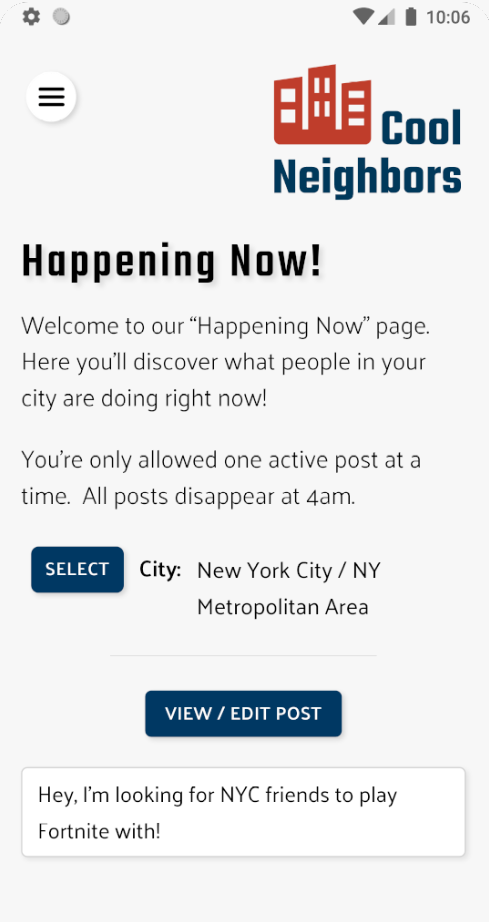 10:06
Cool
Neighbors
Happening Now!
Welcome to our “Happening Now” page.
Here you’ll discover what people in your
city are doing right now!
You’re only allowed one active post at a
time.  All posts disappear at 4am.
SELECT City: New York City / NY
Metropolitan Area
VIEW / EDIT POST
Hey, I’m looking for NYC friends to play
Fortnite with!